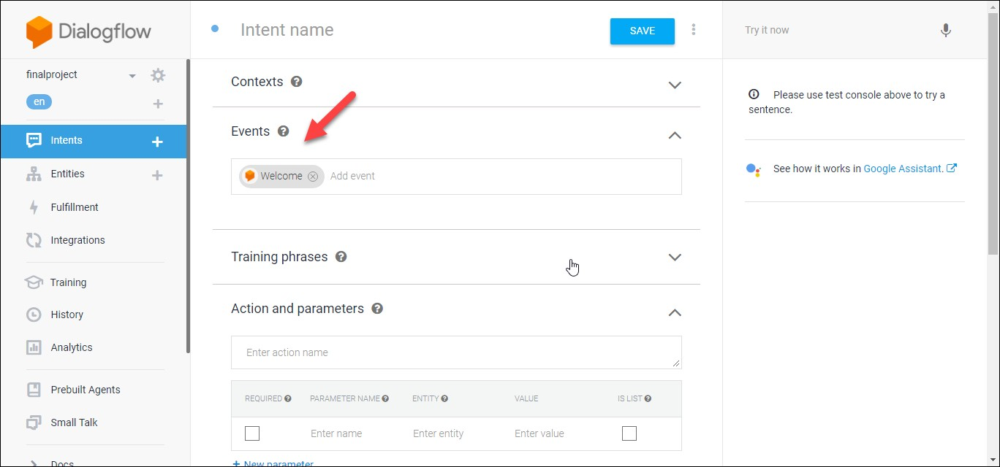 Dialogflow
finalproject
en
Intents
Entities
Fulfillment
Integrations
Training
History
Analytics
Prebuilt Agents
Small Talk
Docs
Intent name
SAVE
Contexts
Events
Welcome Add event
Training phrases
Action and parameters
Enter action name
REQUIRED PARAMETER NAME ENTITY VALUE IS LIST
Enter name Enter entity Enter value
+ New parameter
Try it now
Please use test console above to try a
sentence.
See how it works in Google Assistant.